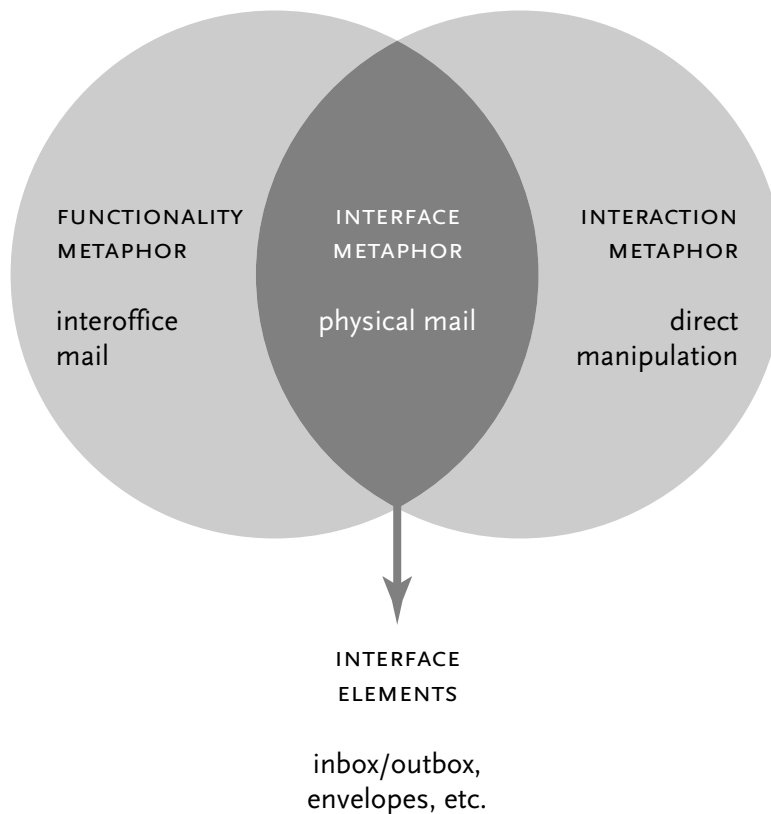 FUNCTIONALITY
METAPHOR
interoffice
mail
INTERFACE
METAPHOR
physical mail
INTERACTION
METAPHOR
direct
manipulation
INTERFACE
ELEMENTS
inbox/outbox,
envelopes, etc.